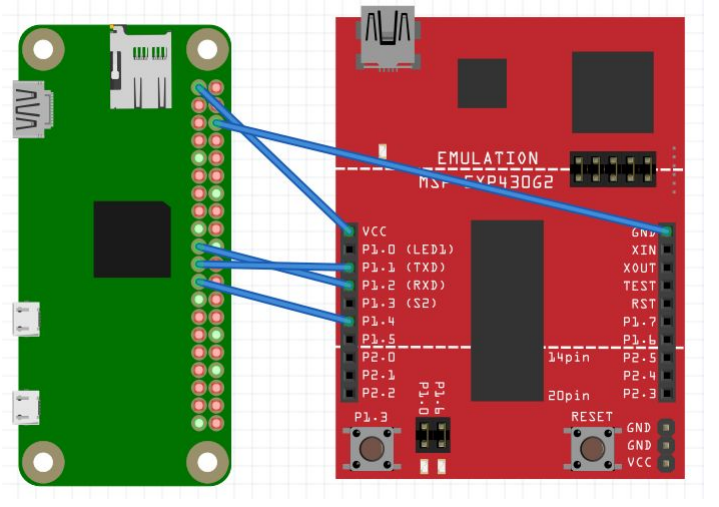 EMULATION
MSP-EXP430G2
VCC
P1.0 (LED1)
P1.1 (TXD)
P1.2 (RXD)
P1.3 (S2)
P1.4
P1.5
P2.0
P2.1
P2.2
GND
XIN
XOUT
TEST
RST
P1.7
P1.6
P2.5
P2.4
P2.3
14pin
20pin
P1.3
P1.0
P1.6
RESET
GND
GND
VCC